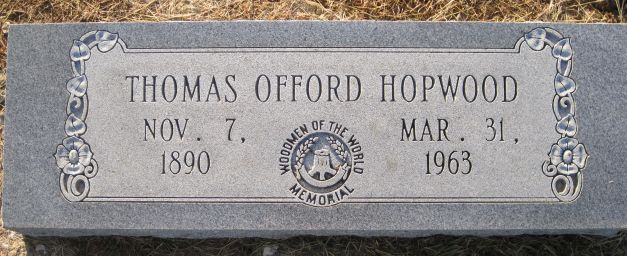 THOMAS OFFORD HOPWOOD
NOV. 7, MAR. 31,
1890 1963
WOODMEN OF THE WORLD
MEMORIAL